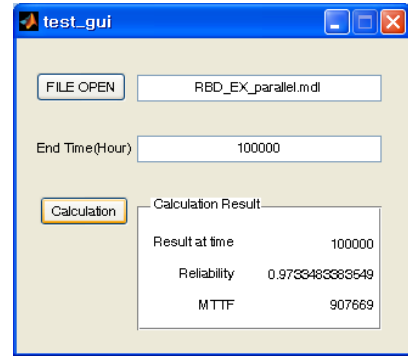 test_gui
FILE OPEN RBD_EX_parallel.mdl
End Time(Hour) 100000
Calculation Calculation Result
Result at time 100000
Reliability 0.9733483383549
MTTF 907669